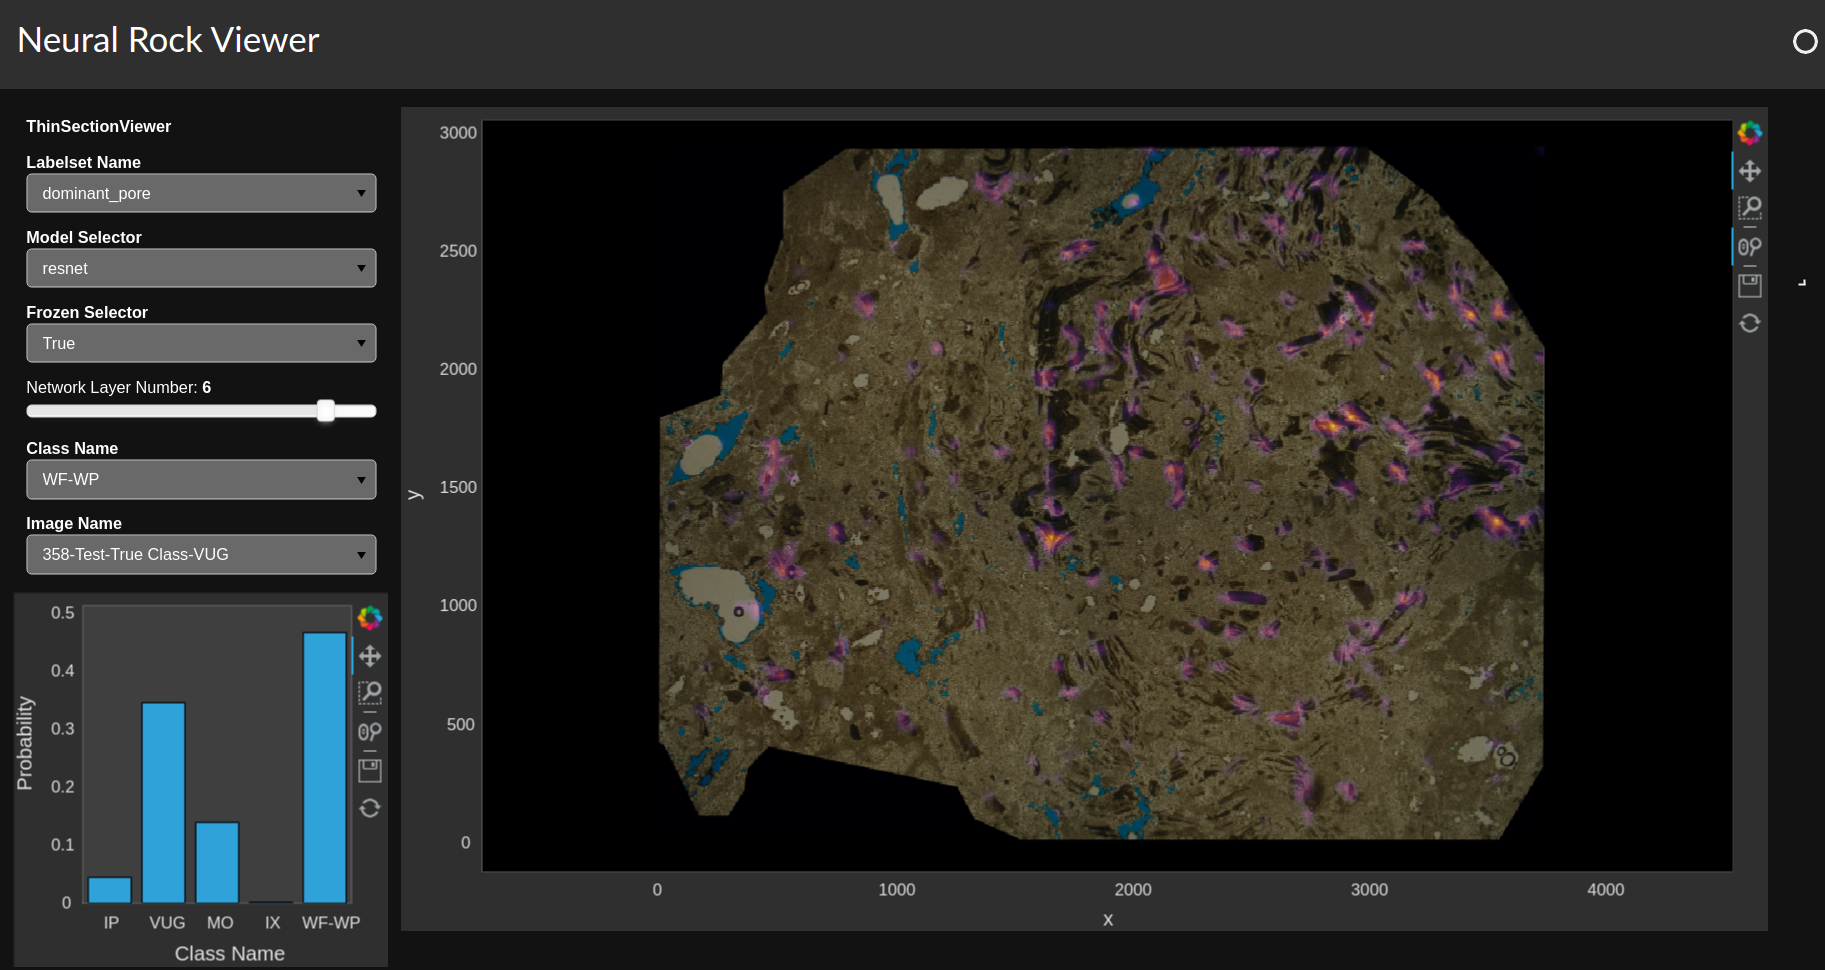 Neural Rock Viewer
ThinSectionViewer
Labelset Name
dominant_pore
Model Selector
resnet
Frozen Selector
True
Network Layer Number: 6
Class Name
WF-WP
Image Name
358-Test-True Class-VUG
0.5
0.4
0.3
0.2
0.1
0
Probability
IP VUG MO IX WF-WP
Class Name
3000
2500
2000
1500
1000
500
0
y
0 1000 2000 3000 4000
x